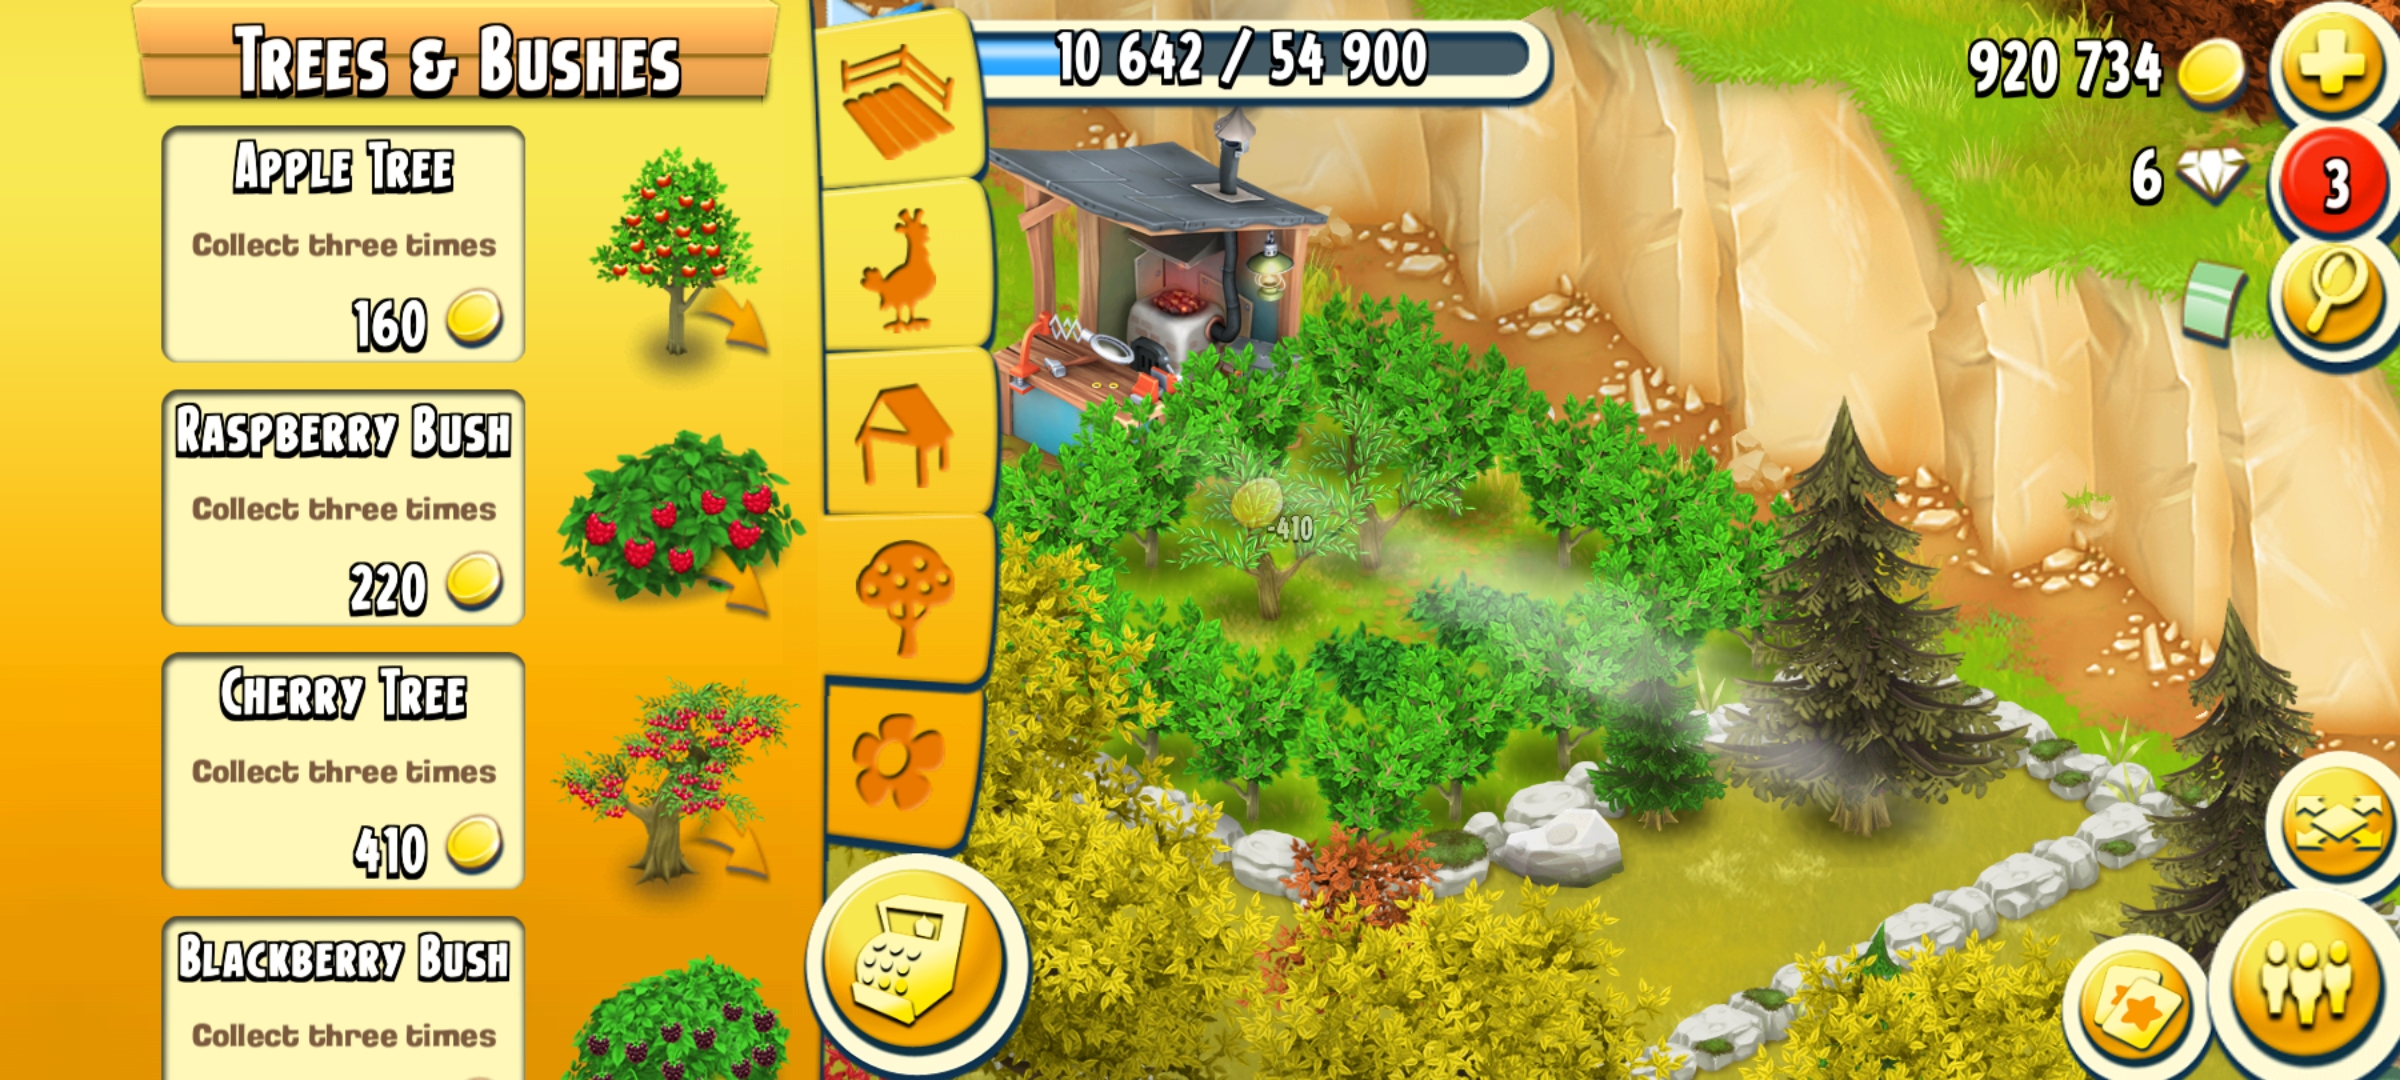 TREES & BUSHES
APPLE TREE
Collect three times
160
RASPBERRY BUSH
Collect three times
220
CHERRY TREE
Collect three times
410
BLACKBERRY BUSH
Collect three times
10 642 / 54 900
920 734
6
3
-410